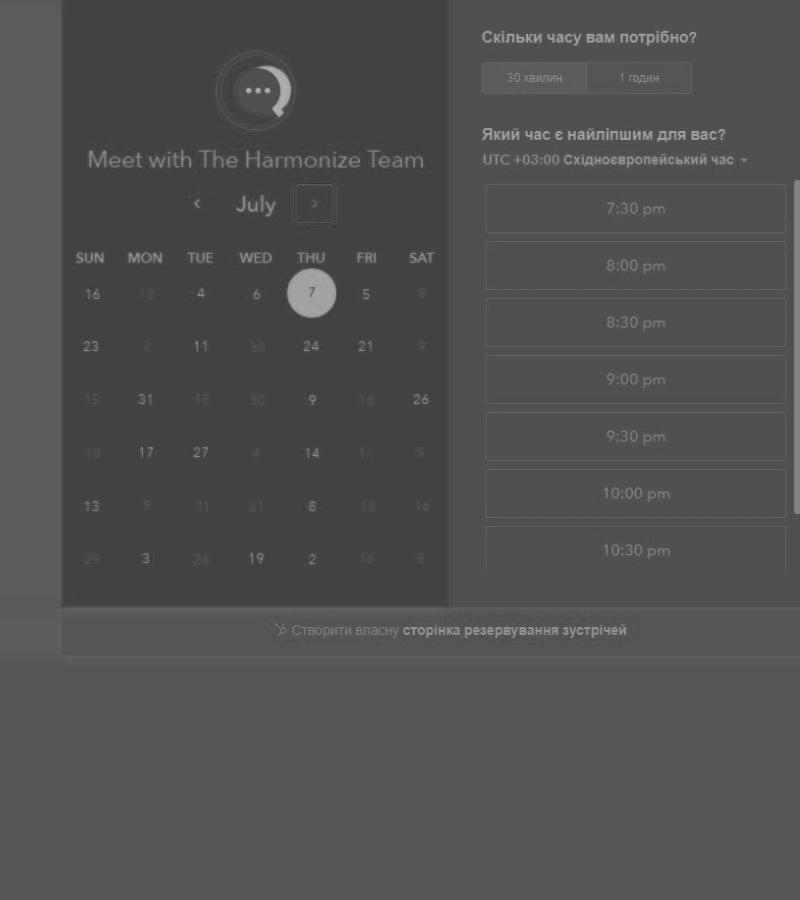 Meet with The Harmonize Team
July
SUN MON TUE WED THU FRI SAT
16 18 4 6 7 5 8
23 7 11 30 24 21 9
15 31 15 30 9 18 26
10 17 27 4 14 11 5
13 9 31 21 8 10 16
29 3 26 19 2 16 5
Скільки часу вам потрібно?
30 хвилин 1 годин
Який час є найліпшим для вас?
UTC +03:00 Східноєвропейський час
7:30 pm
8:00 pm
8:30 pm
9:00 pm
9:30 pm
10:00 pm
10:30 pm
Створити власну сторінка резервування зустрічей